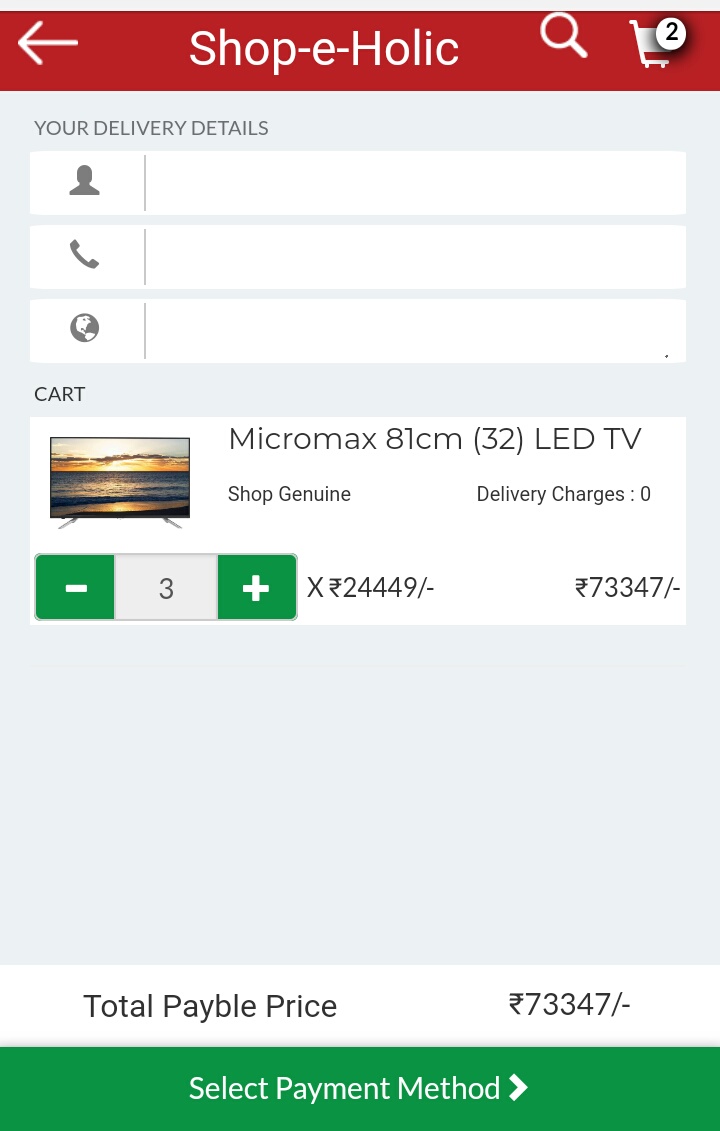 Shop-e-Holic
2
YOUR DELIVERY DETAILS
CART
Micromax 81cm (32) LED TV
Shop Genuine Delivery Charges : 0
3 X ₹24449/- ₹73347/-
Total Payble Price ₹73347/-
Select Payment Method